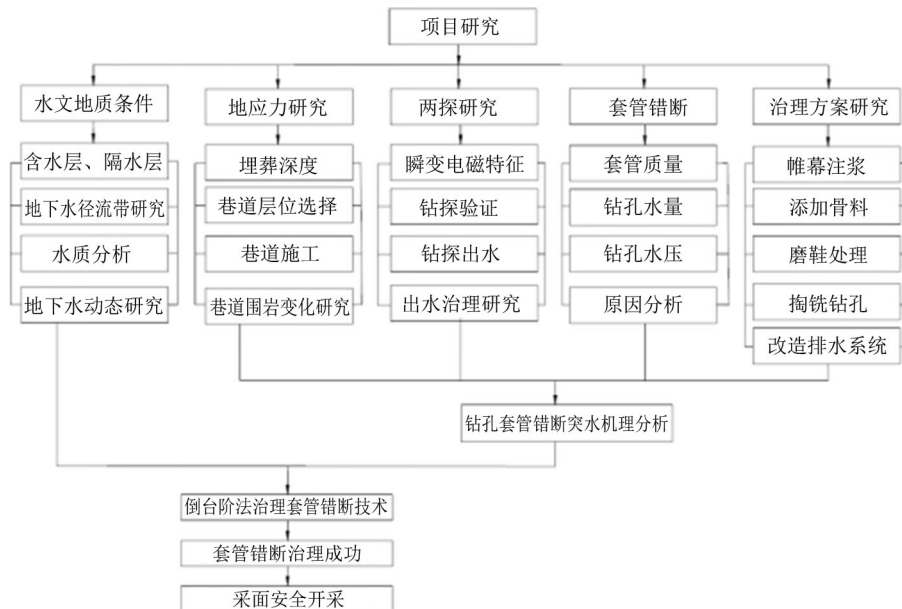 项目研究
水文地质条件
地应力研究
两探研究
套管错断
治理方案研究
含水层、隔水层
埋葬深度
瞬变电磁特征
套管质量
帷幕注浆
地下水径流带研究
巷道层位选择
钻探验证
钻孔水量
添加骨料
水质分析
巷道施工
钻探出水
钻孔水压
磨鞋处理
地下水动态研究
巷道围岩变化研究
出水治理研究
原因分析
掏铣钻孔
改造排水系统
钻孔套管错断突水机理分析
倒台阶法治理套管错断技术
套管错断治理成功
采面安全开采